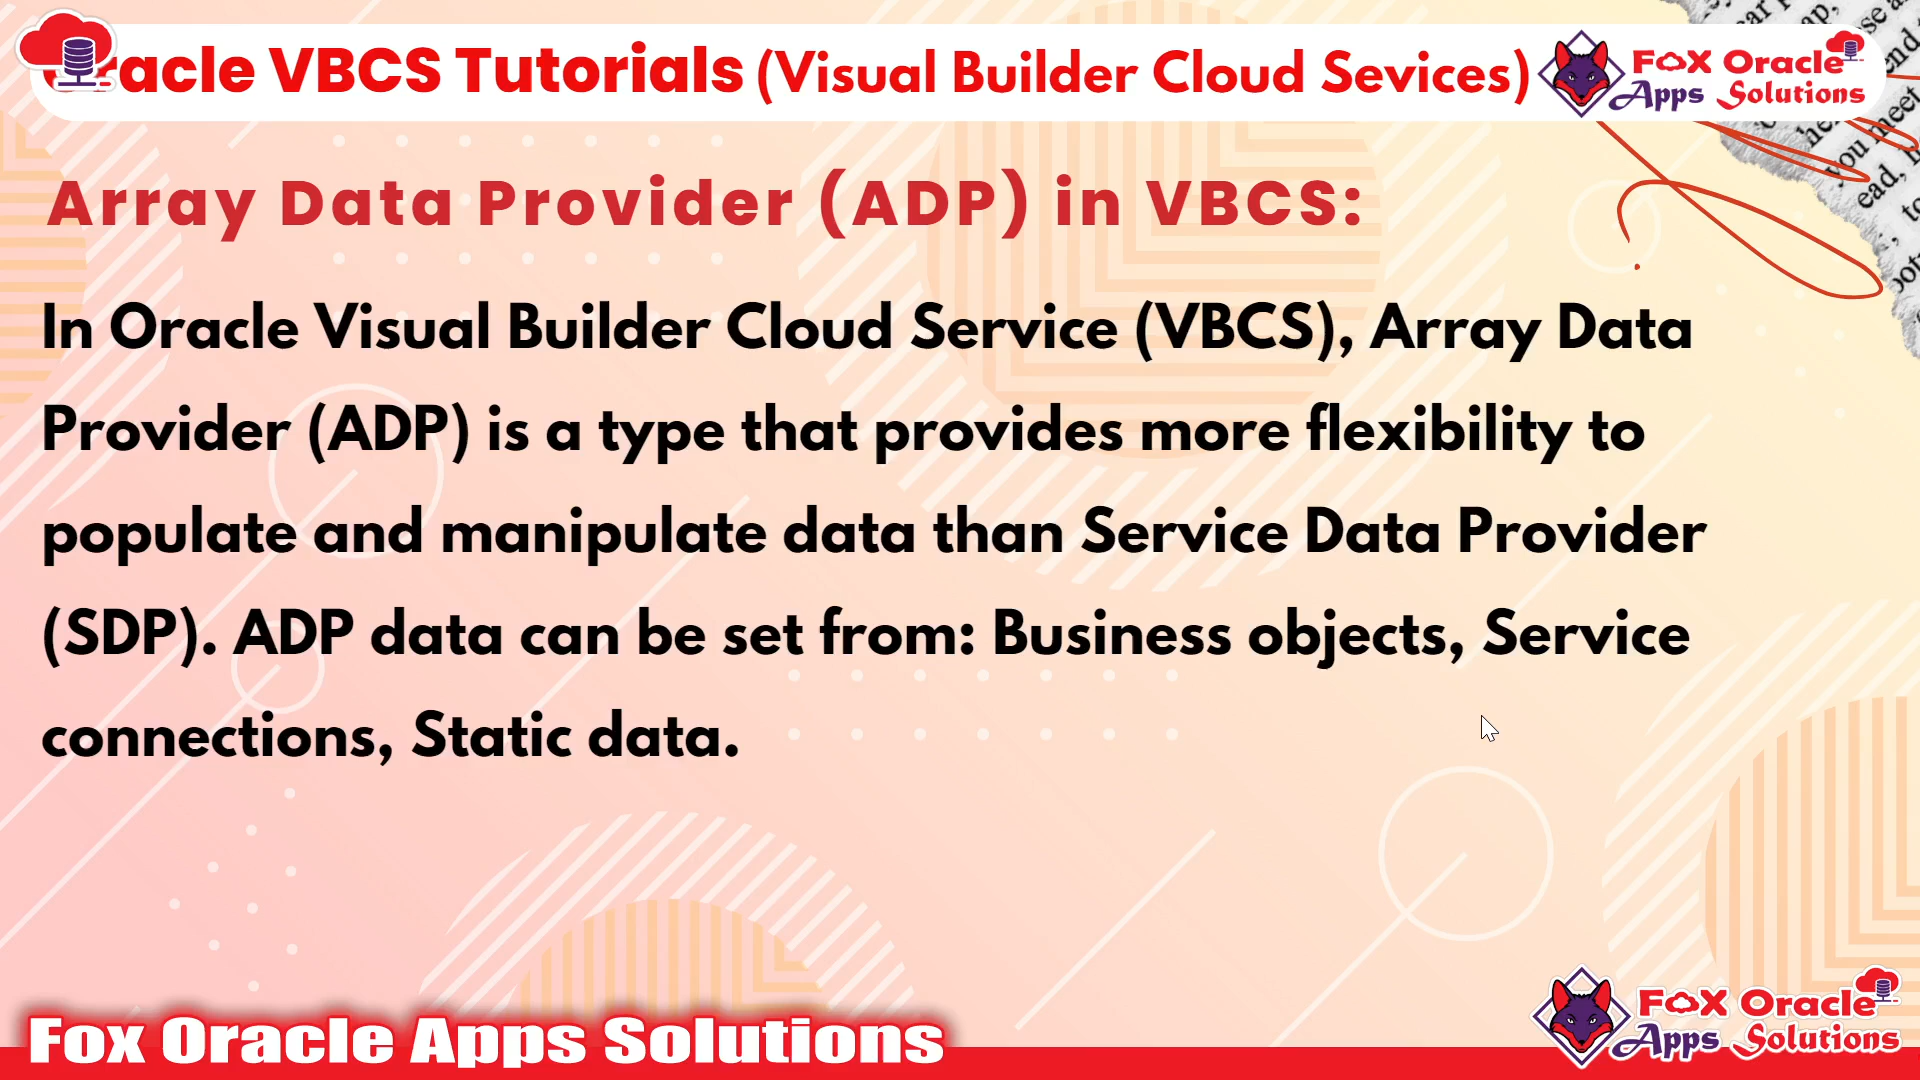 Oracle VBCS Tutorials (Visual Builder Cloud Sevices)
Fox Oracle
Apps Solutions
Array Data Provider (ADP) in VBCS:
In Oracle Visual Builder Cloud Service (VBCS), Array Data
Provider (ADP) is a type that provides more flexibility to
populate and manipulate data than Service Data Provider
(SDP). ADP data can be set from: Business objects, Service
connections, Static data.
Fox Oracle Apps Solutions
Fox Oracle
Apps Solutions